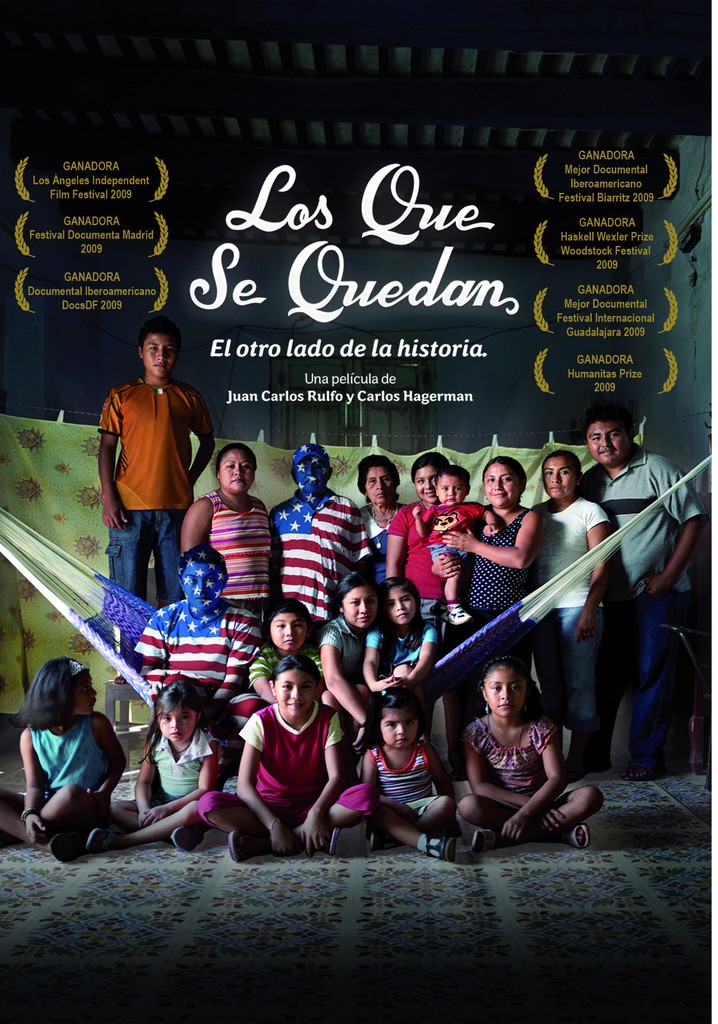 GANADORA
Los Ángeles Independent
Film Festival 2009
GANADORA
Festival Documenta Madrid
2009
GANADORA
Documental Iberoamericano
DocsDF 2009
Los Que
Se Quedan
El otro lado de la historia.
Una película de
Juan Carlos Rulfo y Carlos Hagerman
GANADORA
Mejor Documental
Iberoamericano
Festival Biarritz 2009
GANADORA
Haskell Wexler Prize
Woodstock Festival
2009
GANADORA
Mejor Documental
Festival Internacional
Guadalajara 2009
GANADORA
Humanitas Prize
2009